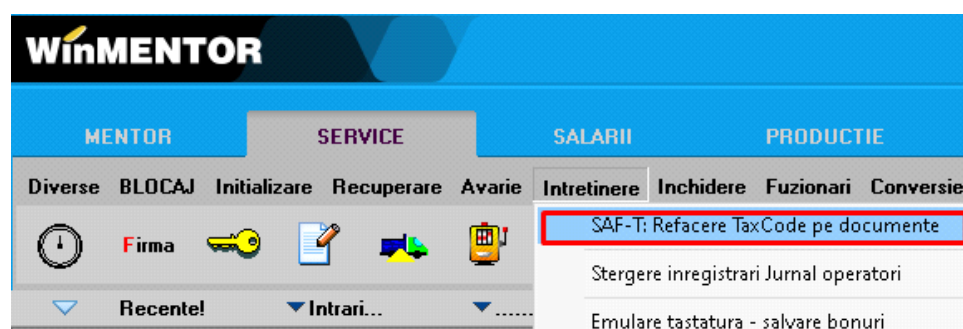 WinMENTOR
MENTOR SERVICE SALARII PRODUCTIE
Diverse BLOCAJ Initializare Recuperare Avarie Intretinere Inchidere Fuzionari Conversie
SAF-T: Refacere TaxCode pe documente
Firma
Stergere inregistrari Jurnal operatori
Recente! Intrari... ......
Emulare tastatura - salvare bonuri